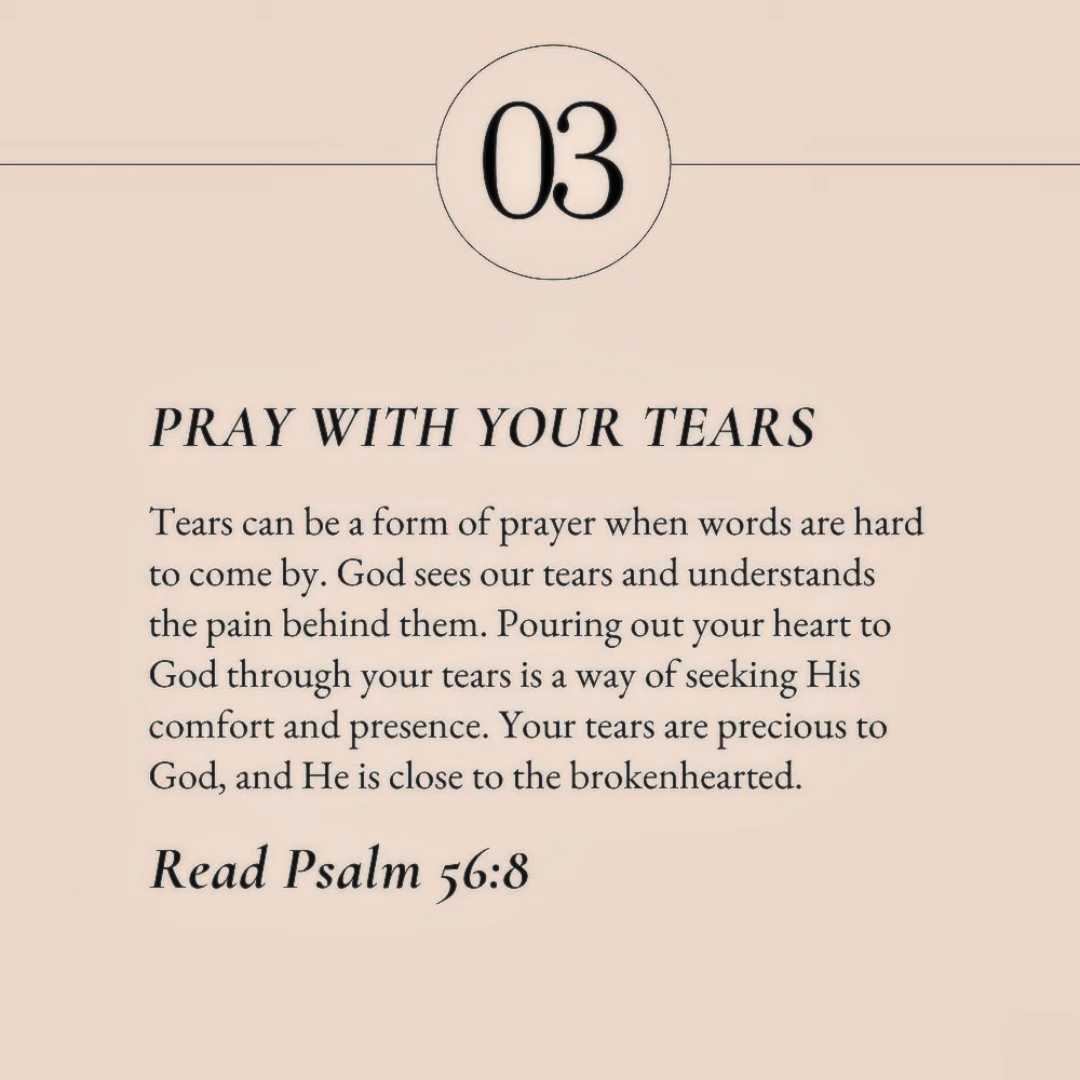 03
PRAY WITH YOUR TEARS
Tears can be a form of prayer when words are hard
to come by. God sees our tears and understands
the pain behind them. Pouring out your heart to
God through your tears is a way of seeking His
comfort and presence. Your tears are precious to
God, and He is close to the brokenhearted.
Read Psalm 56:8